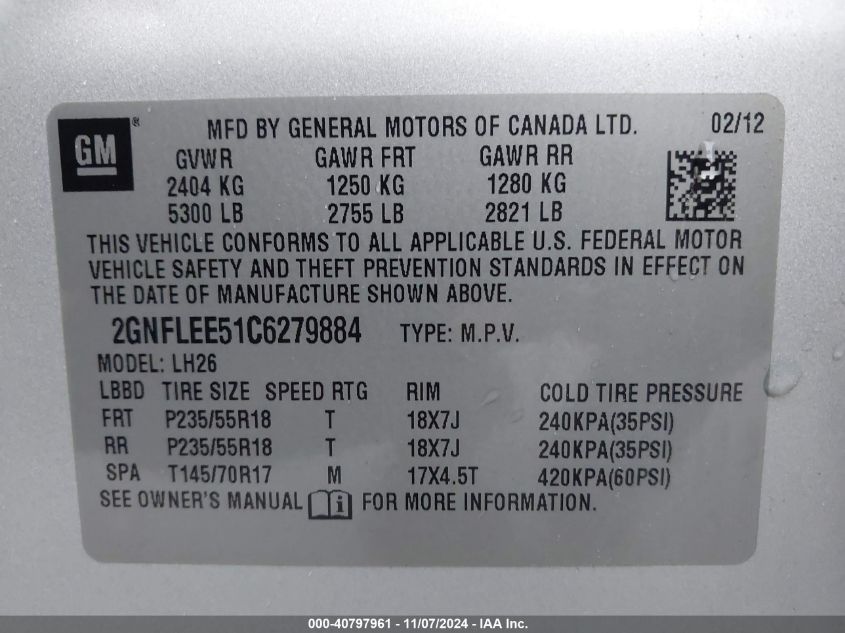 GM® MFD BY GENERAL MOTORS OF CANADA LTD. 02/12
GVWR GAWR FRT GAWR RR
2404 KG 1250 KG 1280 KG
5300 LB 2755 LB 2821 LB
THIS VEHICLE CONFORMS TO ALL APPLICABLE U.S. FEDERAL MOTOR
VEHICLE SAFETY AND THEFT PREVENTION STANDARDS IN EFFECT ON
THE DATE OF MANUFACTURE SHOWN ABOVE.
2GNFLEE51C6279884 TYPE: M.P.V.
MODEL: LH26
LBBD TIRE SIZE SPEED RTG RIM COLD TIRE PRESSURE
FRT P235/55R18 T 18X7J 240KPA(35PSI)
RR P235/55R18 T 18X7J 240KPA(35PSI)
SPA T145/70R17 M 17X4.5T 420KPA(60PSI)
SEE OWNER'S MANUAL i FOR MORE INFORMATION.
000-40797961 - 11/07/2024 - IAA Inc.